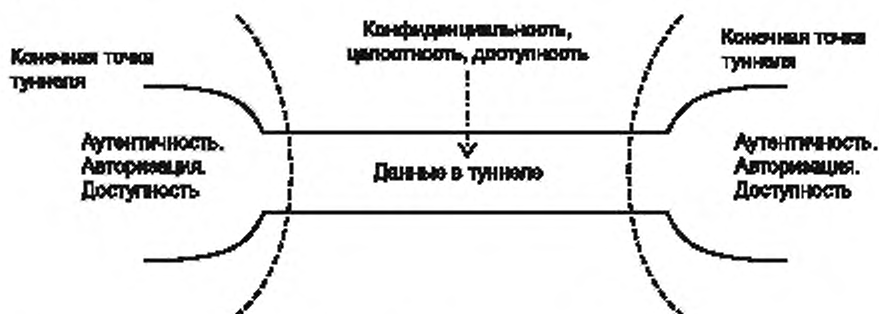 Конфиденциальность,
целостность, доступность
Конечная точка
туннеля
Конечная точка
туннеля
Аутентичность.
Авторизация.
Доступность
Данные в туннеле
Аутентичность.
Авторизация.
Доступность